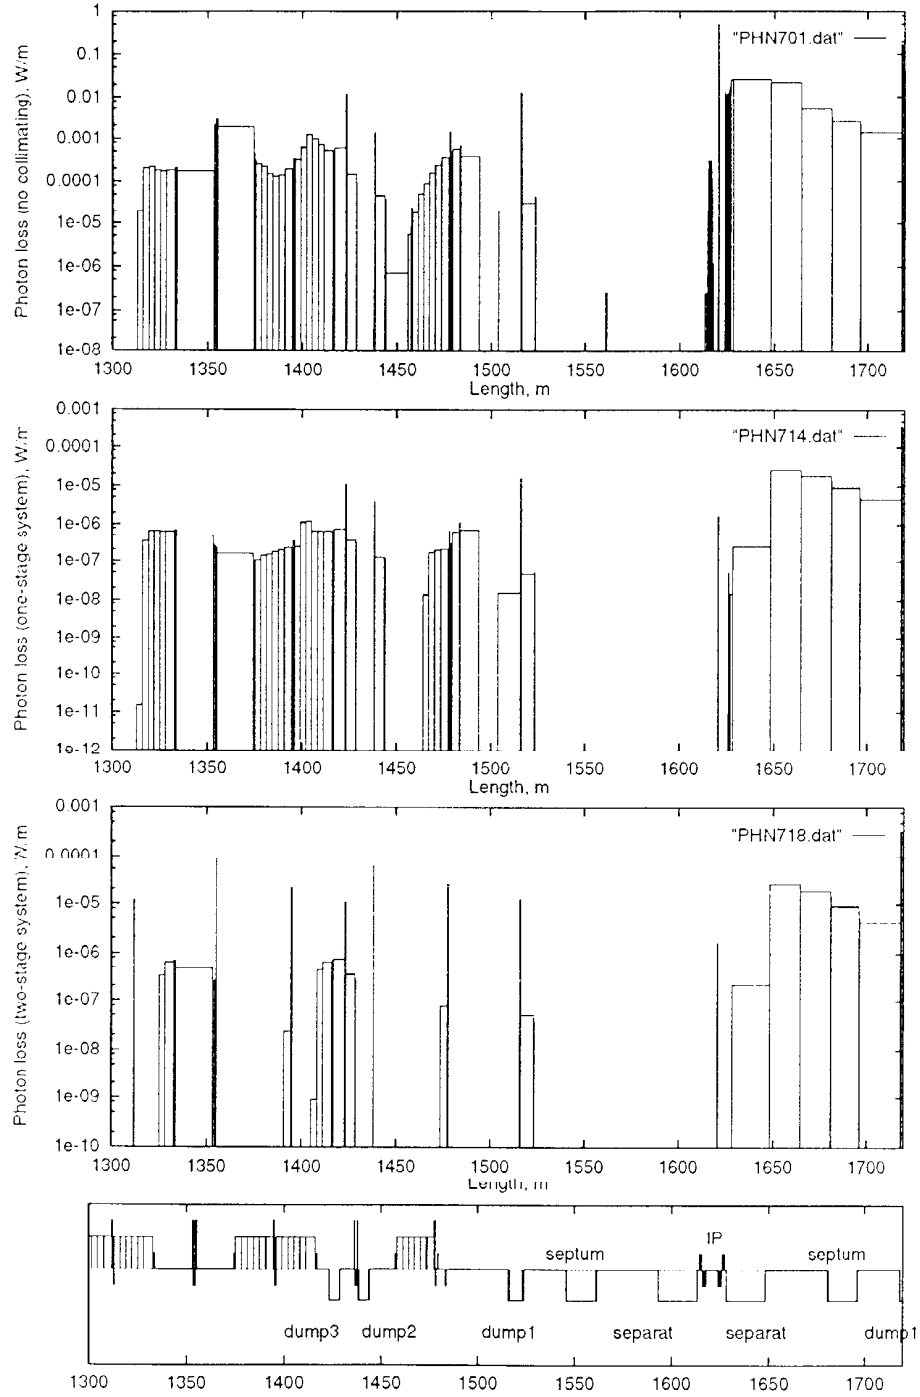 Photon loss (no collimating), W/m
1
0.1
0.01
0.001
0.0001
1e-05
1e-06
1e-07
1e-08
"PHN701.dat"
1300 1350 1400 1450 1500 1550 1600 1650 1700
Length, m
Photon loss (one-stage system), W/m
0.001
0.0001
1e-05
1e-06
1e-07
1e-08
1e-09
1e-10
1e-11
1e-12
"PHN714.dat"
1300 1350 1400 1450 1500 1550 1600 1650 1700
Length, m
Photon loss (two-stage system), W/m
0.001
0.0001
1e-05
1e-06
1e-07
1e-08
1e-09
1e-10
"PHN718.dat"
1300 1350 1400 1450 1500 1550 1600 1650 1700
Length, m
IP
septum septum
dump3 dump2 dump1 separat separat dump1
1300 1350 1400 1450 1500 1550 1600 1650 1700